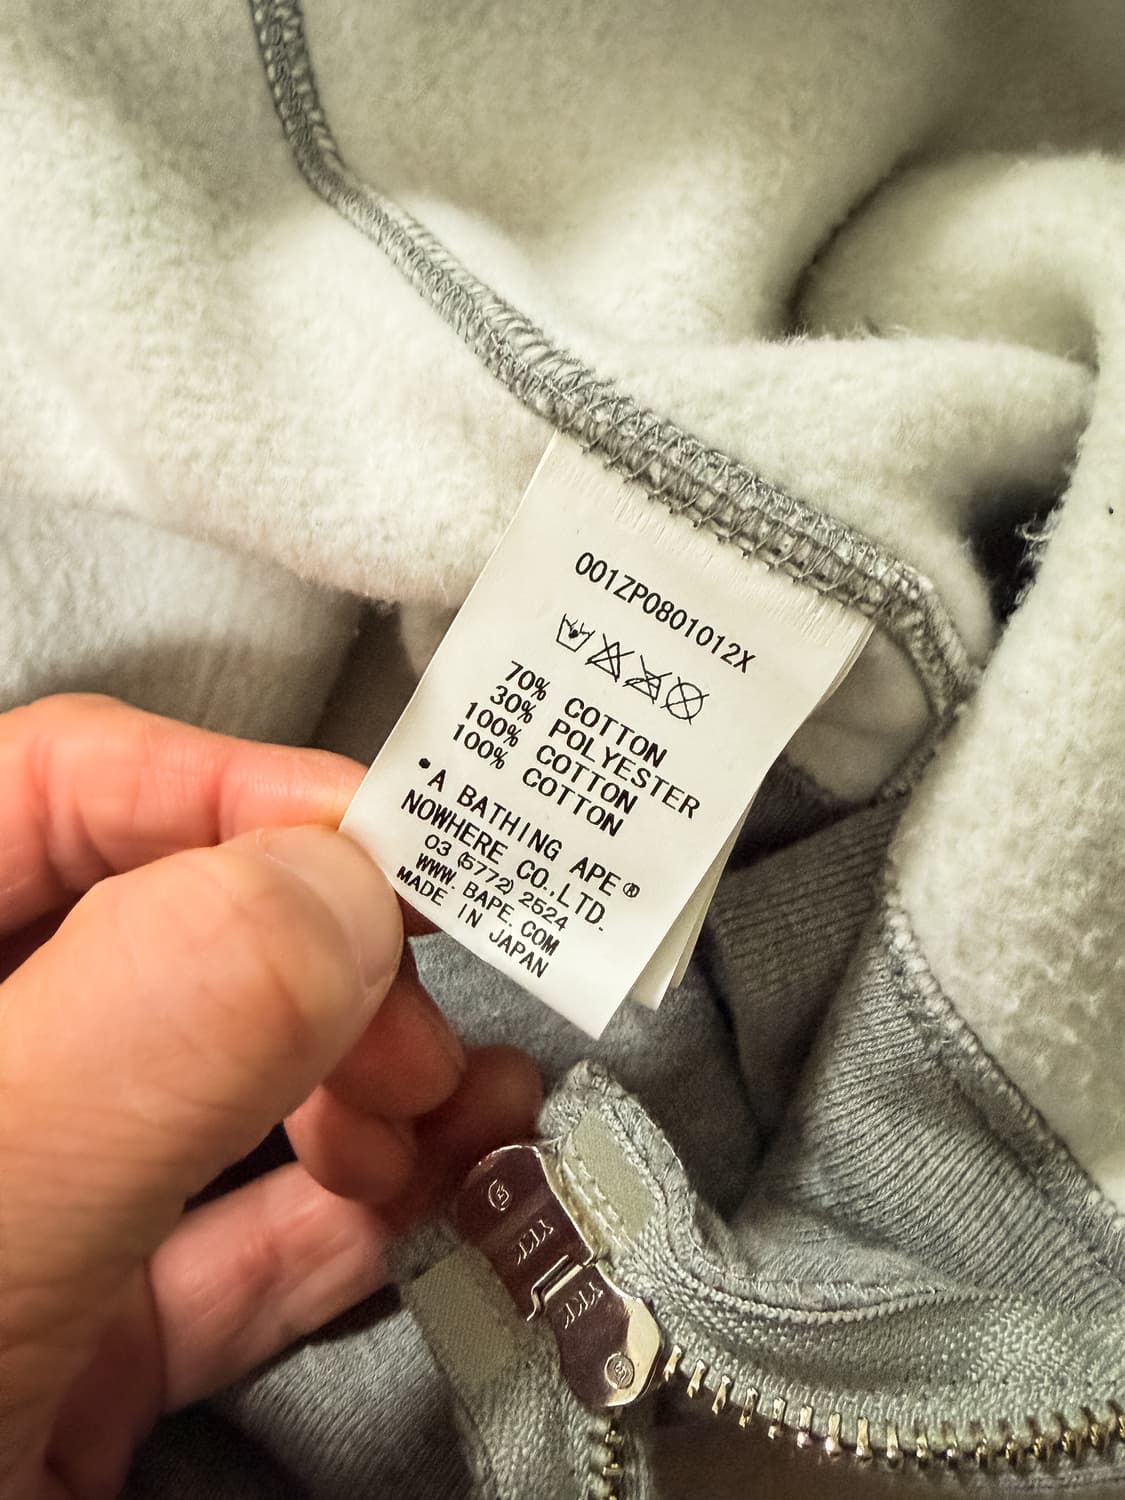 001ZP0801012X
70% COTTON
30% POLYESTER
100% COTTON
100% COTTON
•A BATHING APE®
NOWHERE CO.,LTD.
03 (5772) 2524
WWW.BAPE.COM
MADE IN JAPAN